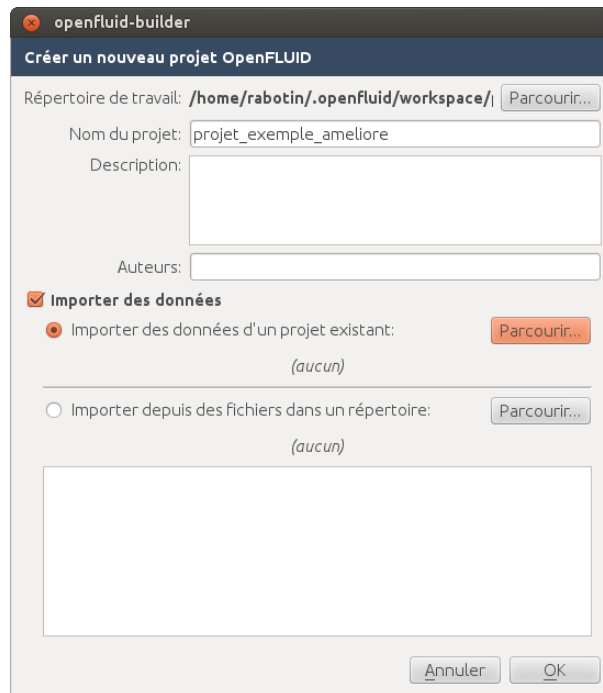 openfluid-builder
Créer un nouveau projet OpenFLUID
Répertoire de travail: /home/rabotin/.openfluid/workspace/ Parcourir...
Nom du projet: projet_exemple_ameliore
Description:
Auteurs:
Importer des données
Importer des données d'un projet existant: Parcourir...
(aucun)
Importer depuis des fichiers dans un répertoire: Parcourir...
(aucun)
Annuler OK